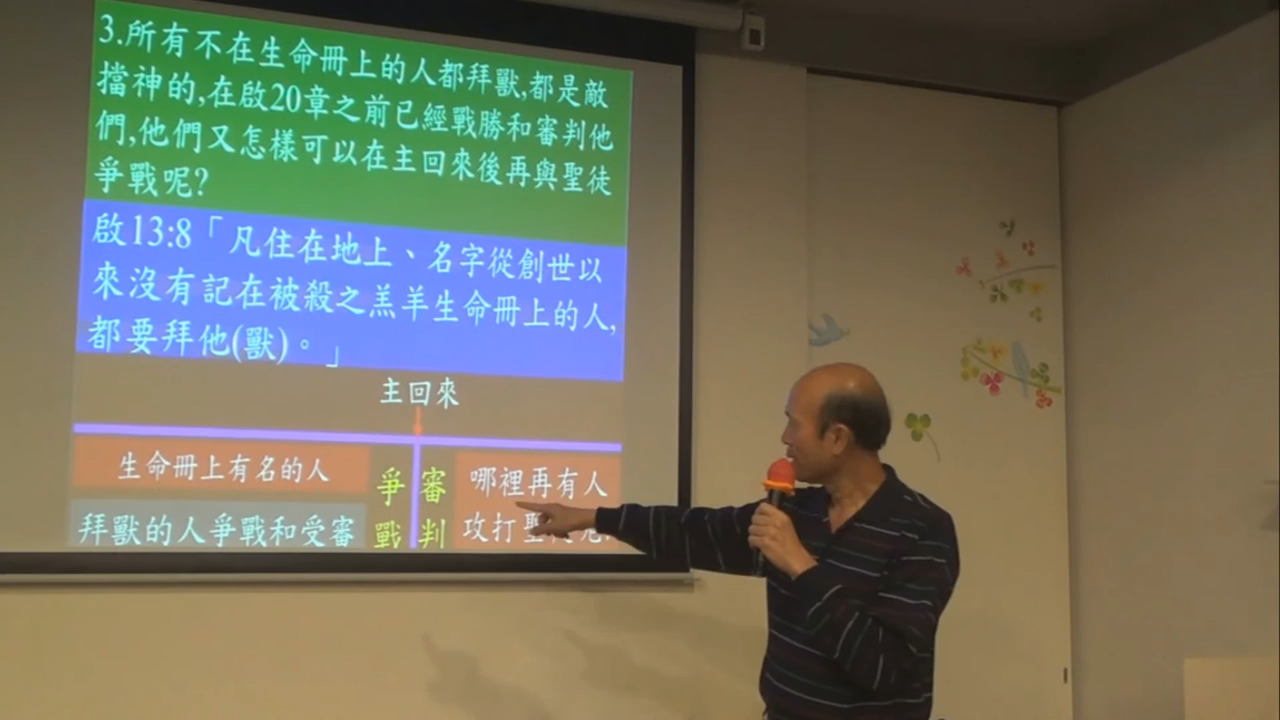 3.所有不在生命冊上的人都拜獸,都是敵
擋神的,在啟20章之前已經戰勝和審判他
們,他們又怎樣可以在主回來後再與聖徒
爭戰呢?
啟13:8「凡住在地上、名字從創世以
來沒有記在被殺之羔羊生命冊上的人,
都要拜他(獸)。」
主回來
生命冊上有名的人
拜獸的人爭戰和受審
爭戰
審判
哪裡再有人
攻打聖